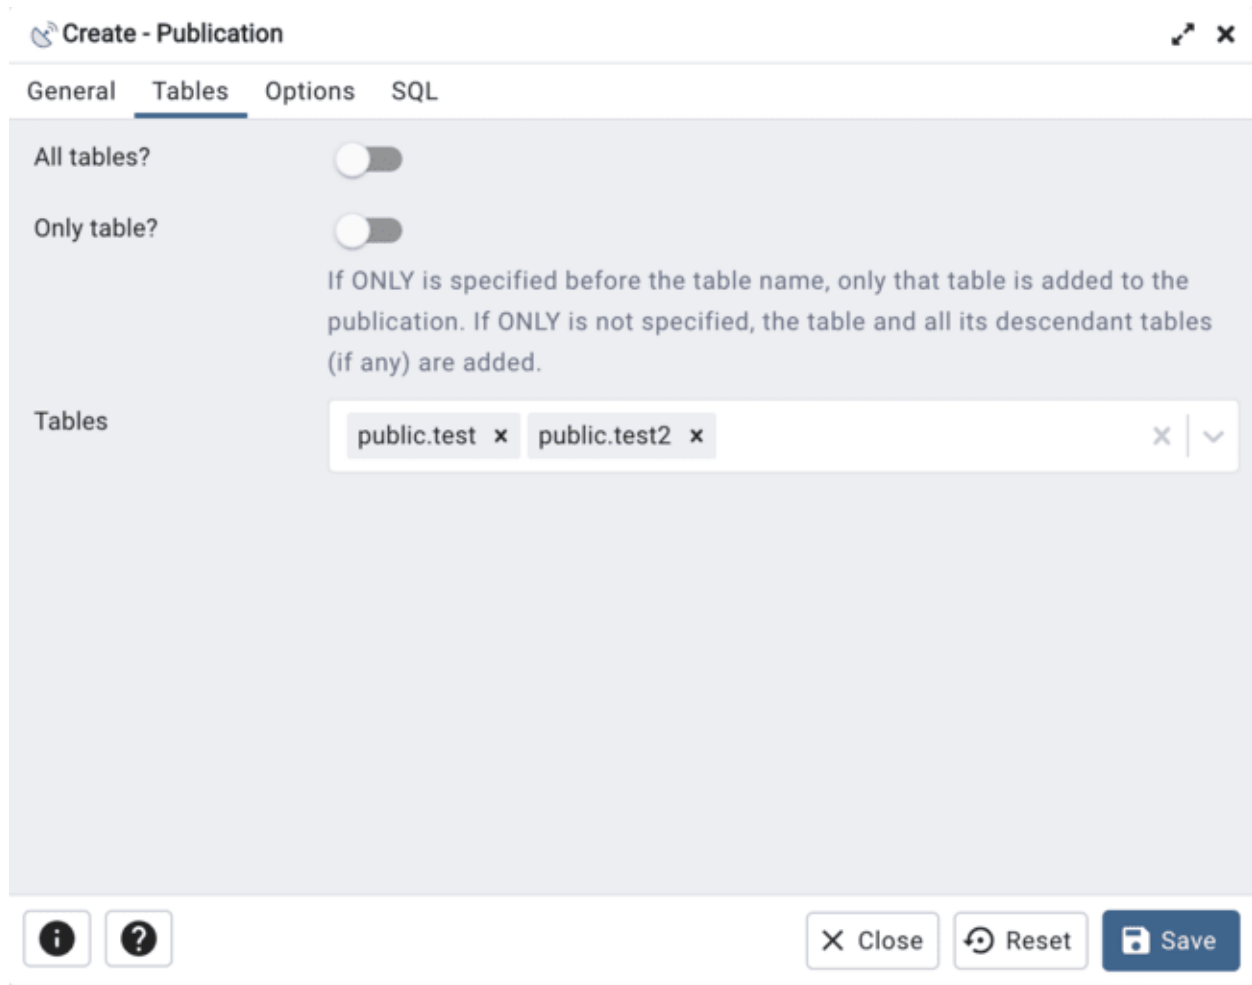 Create - Publication
General Tables Options SQL
All tables?
Only table?
If ONLY is specified before the table name, only that table is added to the
publication. If ONLY is not specified, the table and all its descendant tables
(if any) are added.
Tables public.test public.test2
Close Reset Save